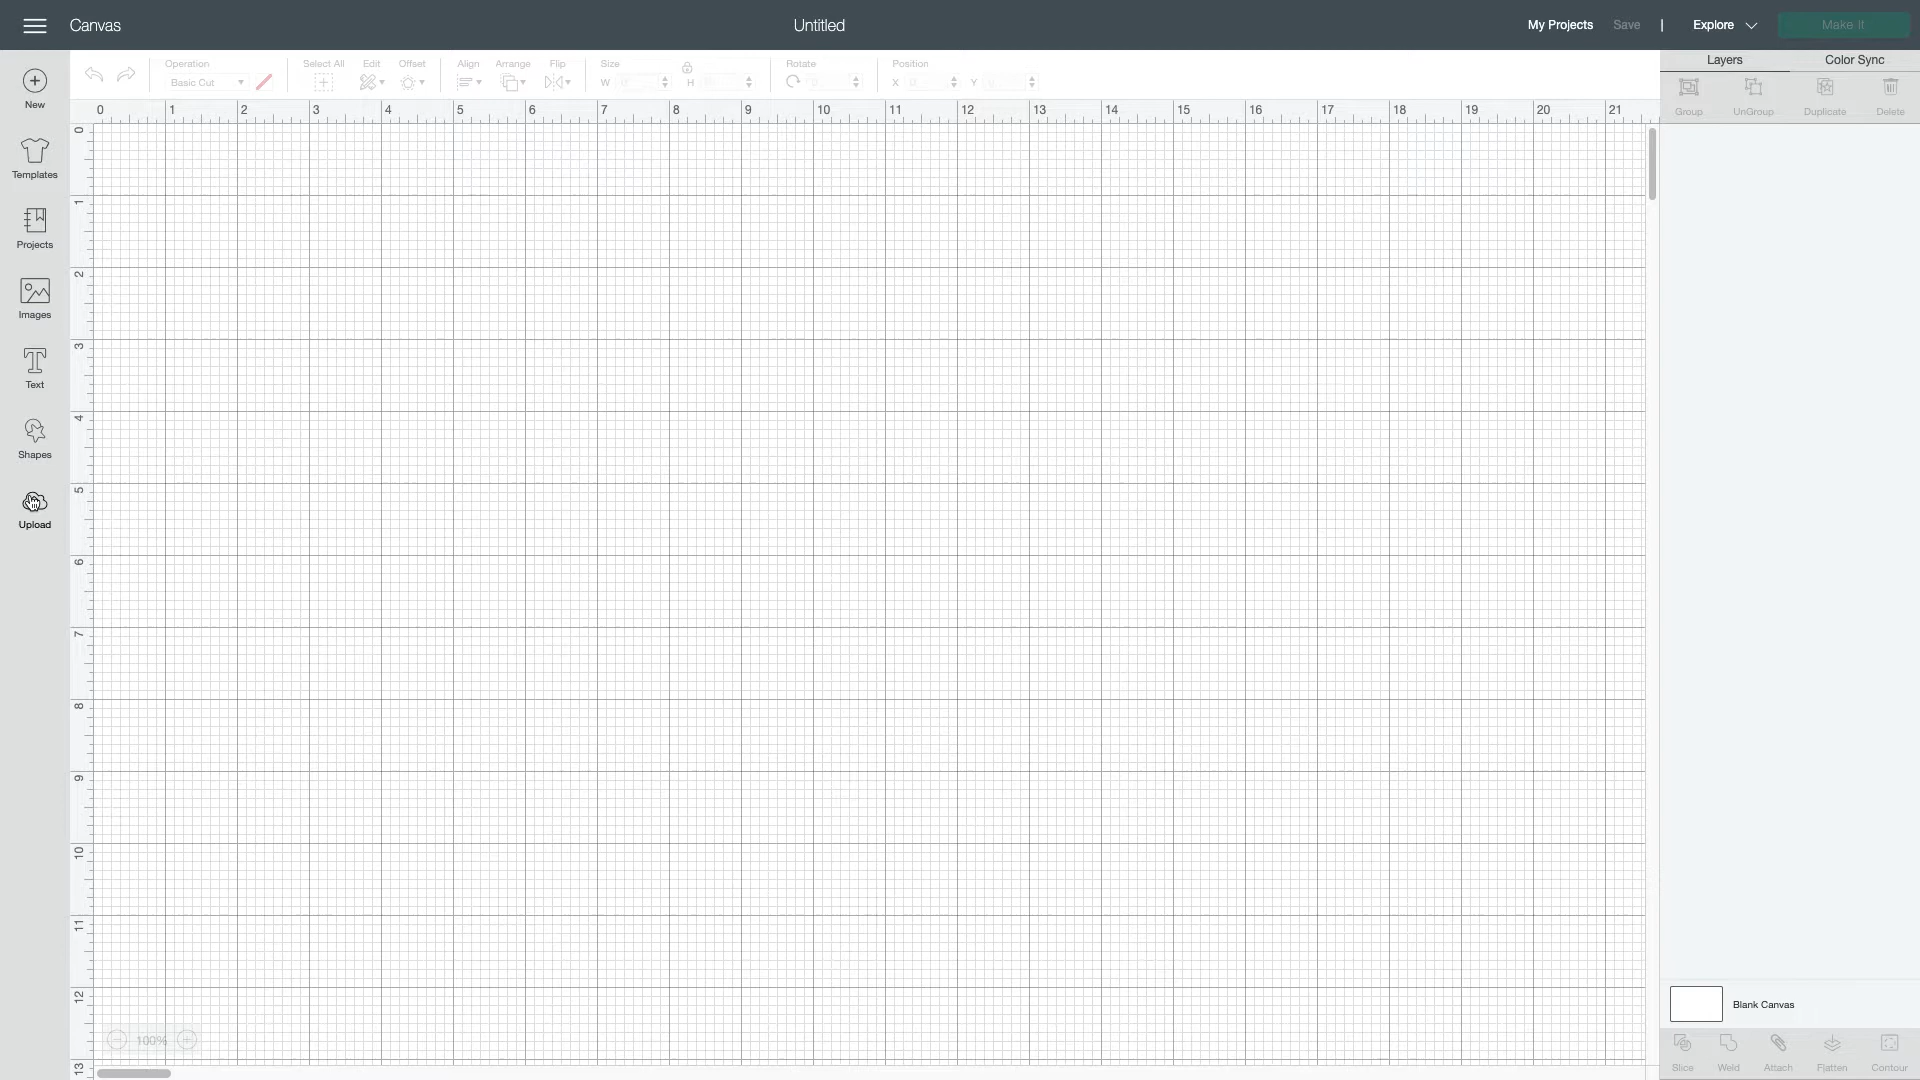 Canvas
Untitled
My Projects Save | Explore Make It
New
Templates
Projects
Images
Text
Shapes
Upload
Operation
Basic Cut
Select All Edit Offset
Align Arrange Flip
Size
W 0 H
Rotate
0
Position
X 0 Y 0
Layers Color Sync
Group UnGroup Duplicate Delete
0 1 2 3 4 5 6 7 8 9 10 11 12 13 14 15 16 17 18 19 20 21
0
1
2
3
4
5
6
7
8
9
10
11
12
13
100%
Blank Canvas
Slice Weld Attach Flatten Contour